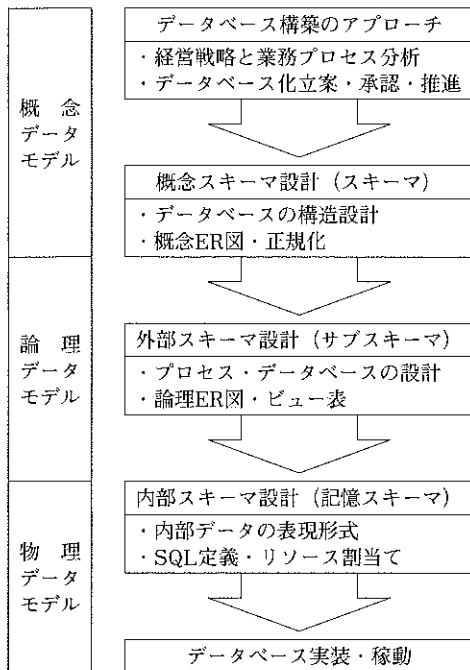 データベース構築のアプローチ
・経営戦略と業務プロセス分析
・データベース化立案・承認・推進
概　念
データ
モデル
概念スキーマ設計（スキーマ）
・データベースの構造設計
・概念ER図・正規化
論　理
データ
モデル
外部スキーマ設計（サブスキーマ）
・プロセス・データベースの設計
・論理ER図・ビュー表
物　理
データ
モデル
内部スキーマ設計（記憶スキーマ）
・内部データの表現形式
・SQL定義・リソース割当て
データベース実装・稼動